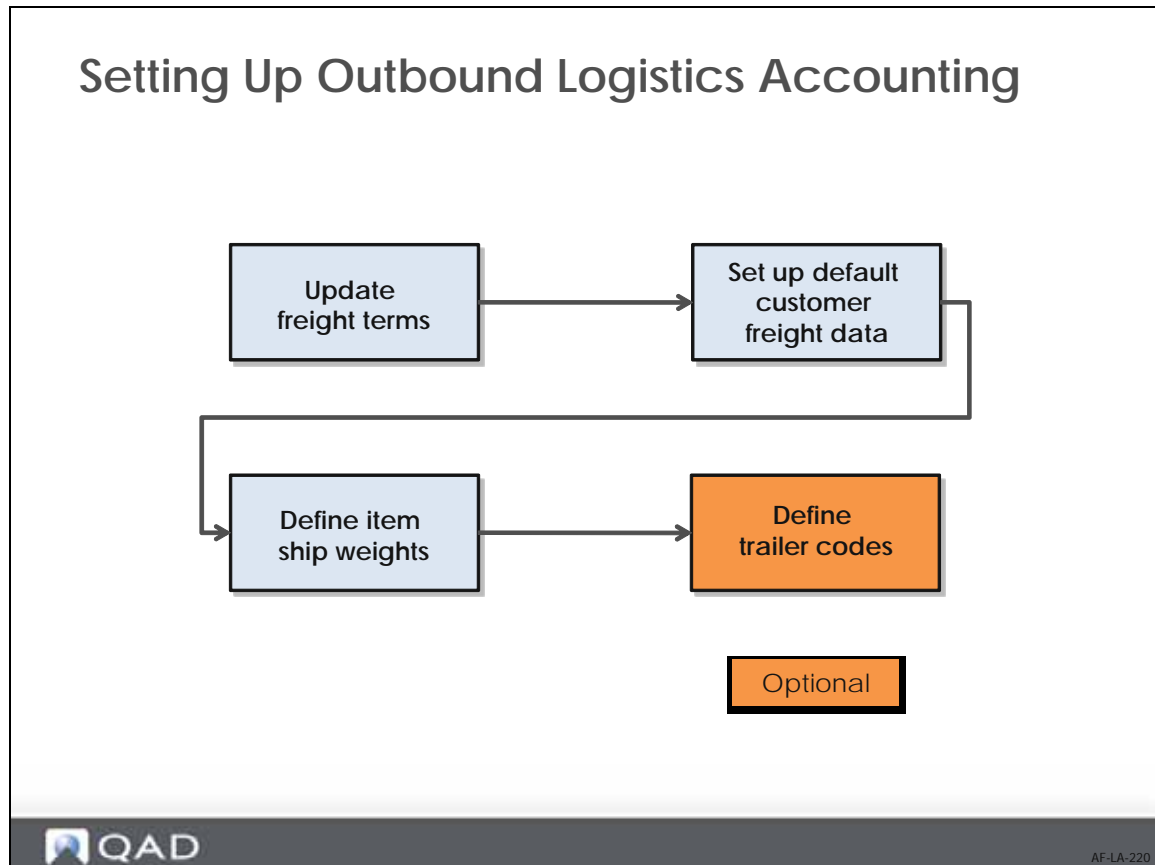 Setting Up Outbound Logistics Accounting
Update
freight terms
Set up default
customer
freight data
Define item
ship weights
Define
trailer codes
Optional
QAD
AF-LA-220